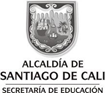 ALCALDÍA DE
SANTIAGO DE CALI
SECRETARÍA DE EDUCACIÓN